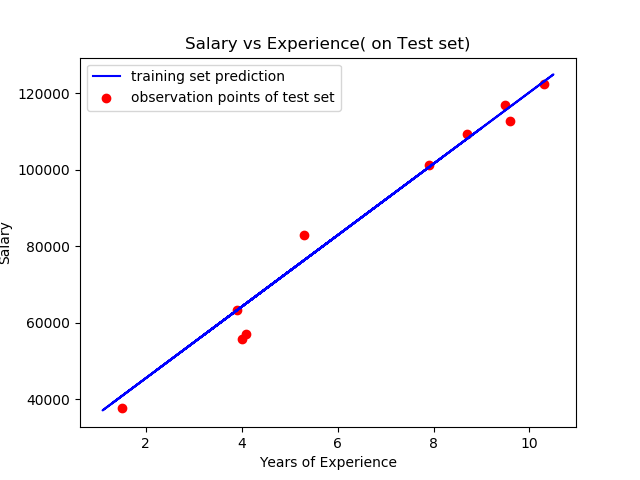 Salary vs Experience( on Test set)
training set prediction
observation points of test set
120000
100000
80000
60000
40000
Salary
2 4 6 8 10
Years of Experience